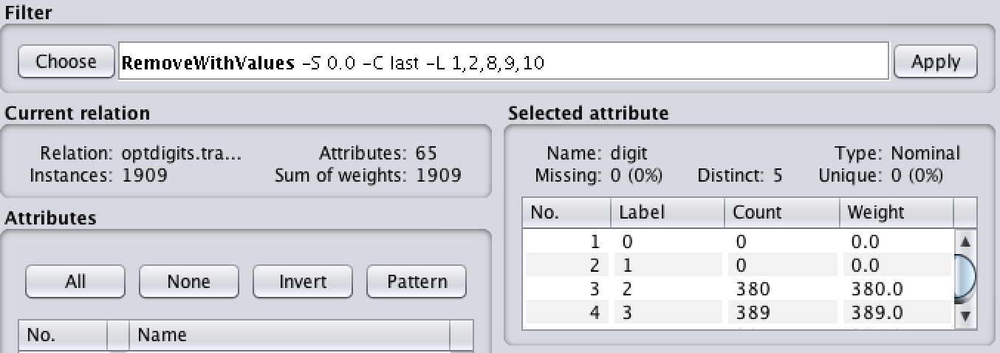 Filter
Choose RemoveWithValues -S 0.0 -C last -L 1,2,8,9,10 Apply
Current relation
Relation: optdigits.tra... Attributes: 65
Instances: 1909 Sum of weights: 1909
Selected attribute
Name: digit Type: Nominal
Missing: 0 (0%) Distinct: 5 Unique: 0 (0%)
No. Label Count Weight
1 0 0 0.0
2 1 0 0.0
3 2 380 380.0
4 3 389 389.0
Attributes
All None Invert Pattern
No. Name